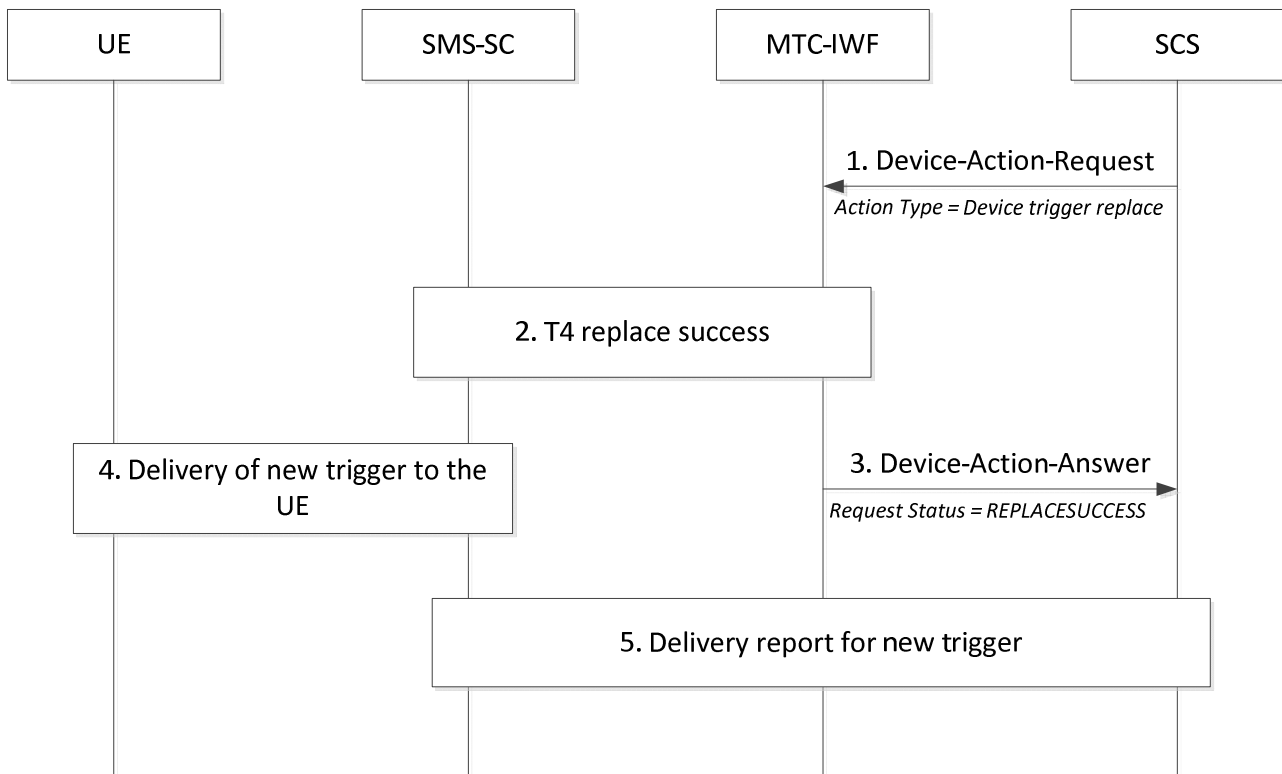 UE
SMS-SC
MTC-IWF
SCS
1. Device-Action-Request
Action Type = Device trigger replace
2. T4 replace success
4. Delivery of new trigger to the
UE
3. Device-Action-Answer
Request Status = REPLACESUCCESS
5. Delivery report for new trigger